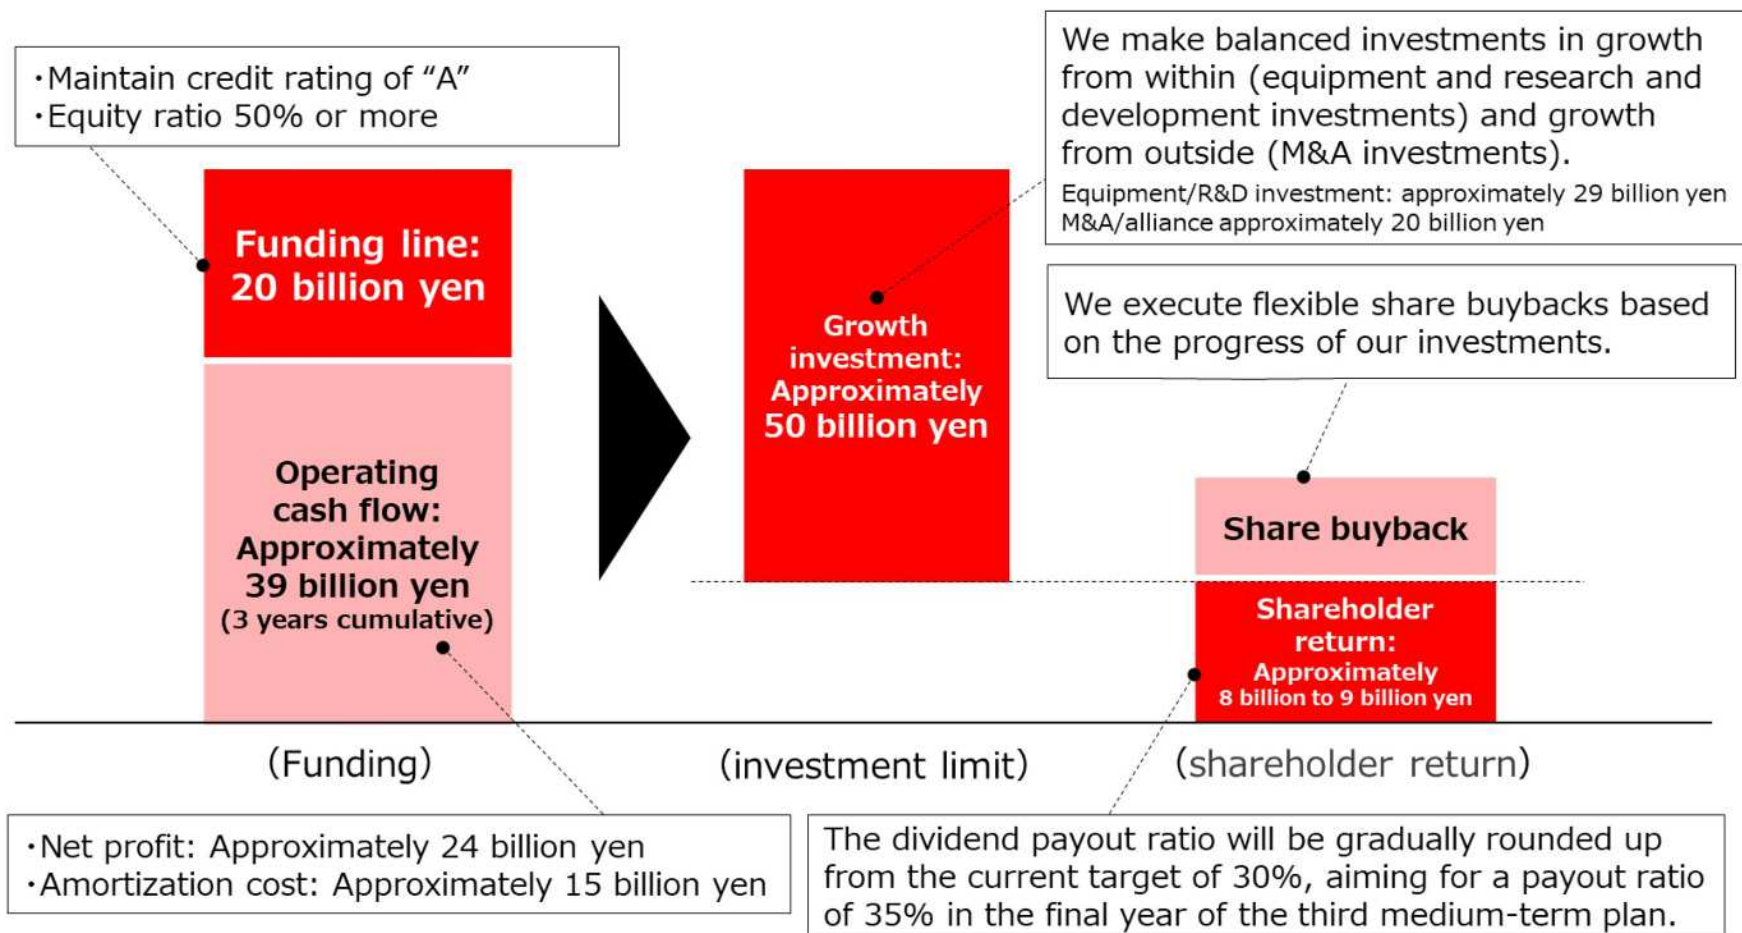 ・Maintain credit rating of “A”
・Equity ratio 50% or more
Funding line:
20 billion yen
Operating
cash flow:
Approximately
39 billion yen
(3 years cumulative)
(Funding)
・Net profit: Approximately 24 billion yen
・Amortization cost: Approximately 15 billion yen
We make balanced investments in growth
from within (equipment and research and
development investments) and growth
from outside (M&A investments).
Equipment/R&D investment: approximately 29 billion yen
M&A/alliance approximately 20 billion yen
Growth
investment:
Approximately
50 billion yen
(investment limit)
We execute flexible share buybacks based
on the progress of our investments.
Share buyback
Shareholder
return:
Approximately
8 billion to 9 billion yen
(shareholder return)
The dividend payout ratio will be gradually rounded up
from the current target of 30%, aiming for a payout ratio
of 35% in the final year of the third medium-term plan.